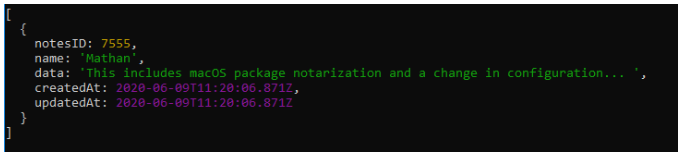 [
  {
    notesID: 7555,
    name: 'Mathan',
    data: 'This includes macOS package notarization and a change in configuration... ',
    createdAt: 2020-06-09T11:20:06.871Z,
    updatedAt: 2020-06-09T11:20:06.871Z
  }
]